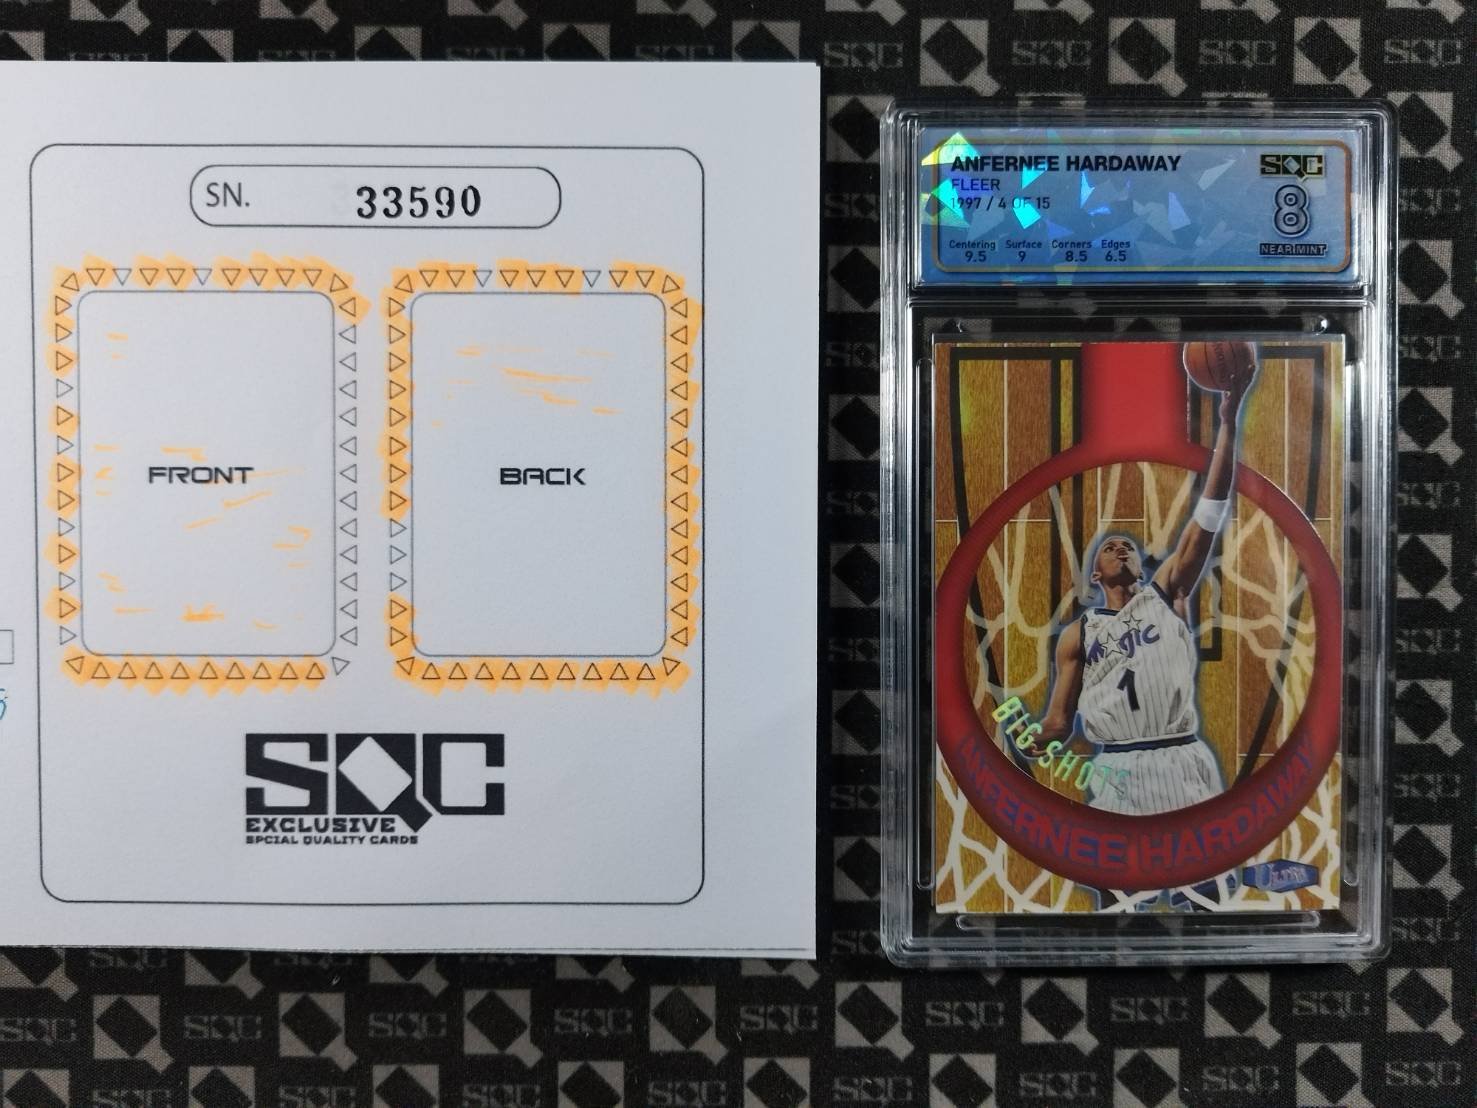 SN. 33590
FRONT
BACK
SQC
EXCLUSIVE
SPCIAL QUALITY CARDS
ANFERNEE HARDAWAY
FLEER
1997 / 4 OF 15
Centering Surface Corners Edges
9.5 9 8.5 6.5
SQC
8
NEAR MINT
MAGIC
1
BIG SHOTS
ANFERNEE HARDAWAY
ULTRA